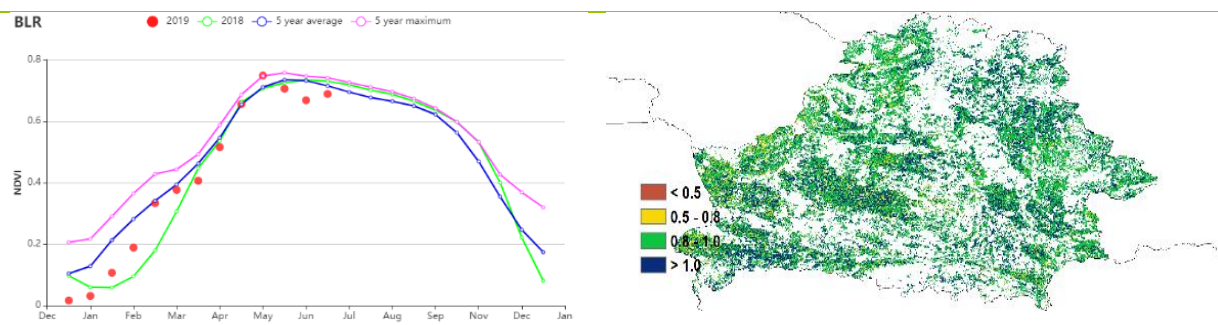 BLR
2019 2018 5 year average 5 year maximum
0.8
0.6
0.4
0.2
0
NDVI
Dec Jan Feb Mar Apr May Jun Jul Aug Sep Nov Dec Jan
< 0.5
0.5 - 0.8
0.8 - 1.0
> 1.0